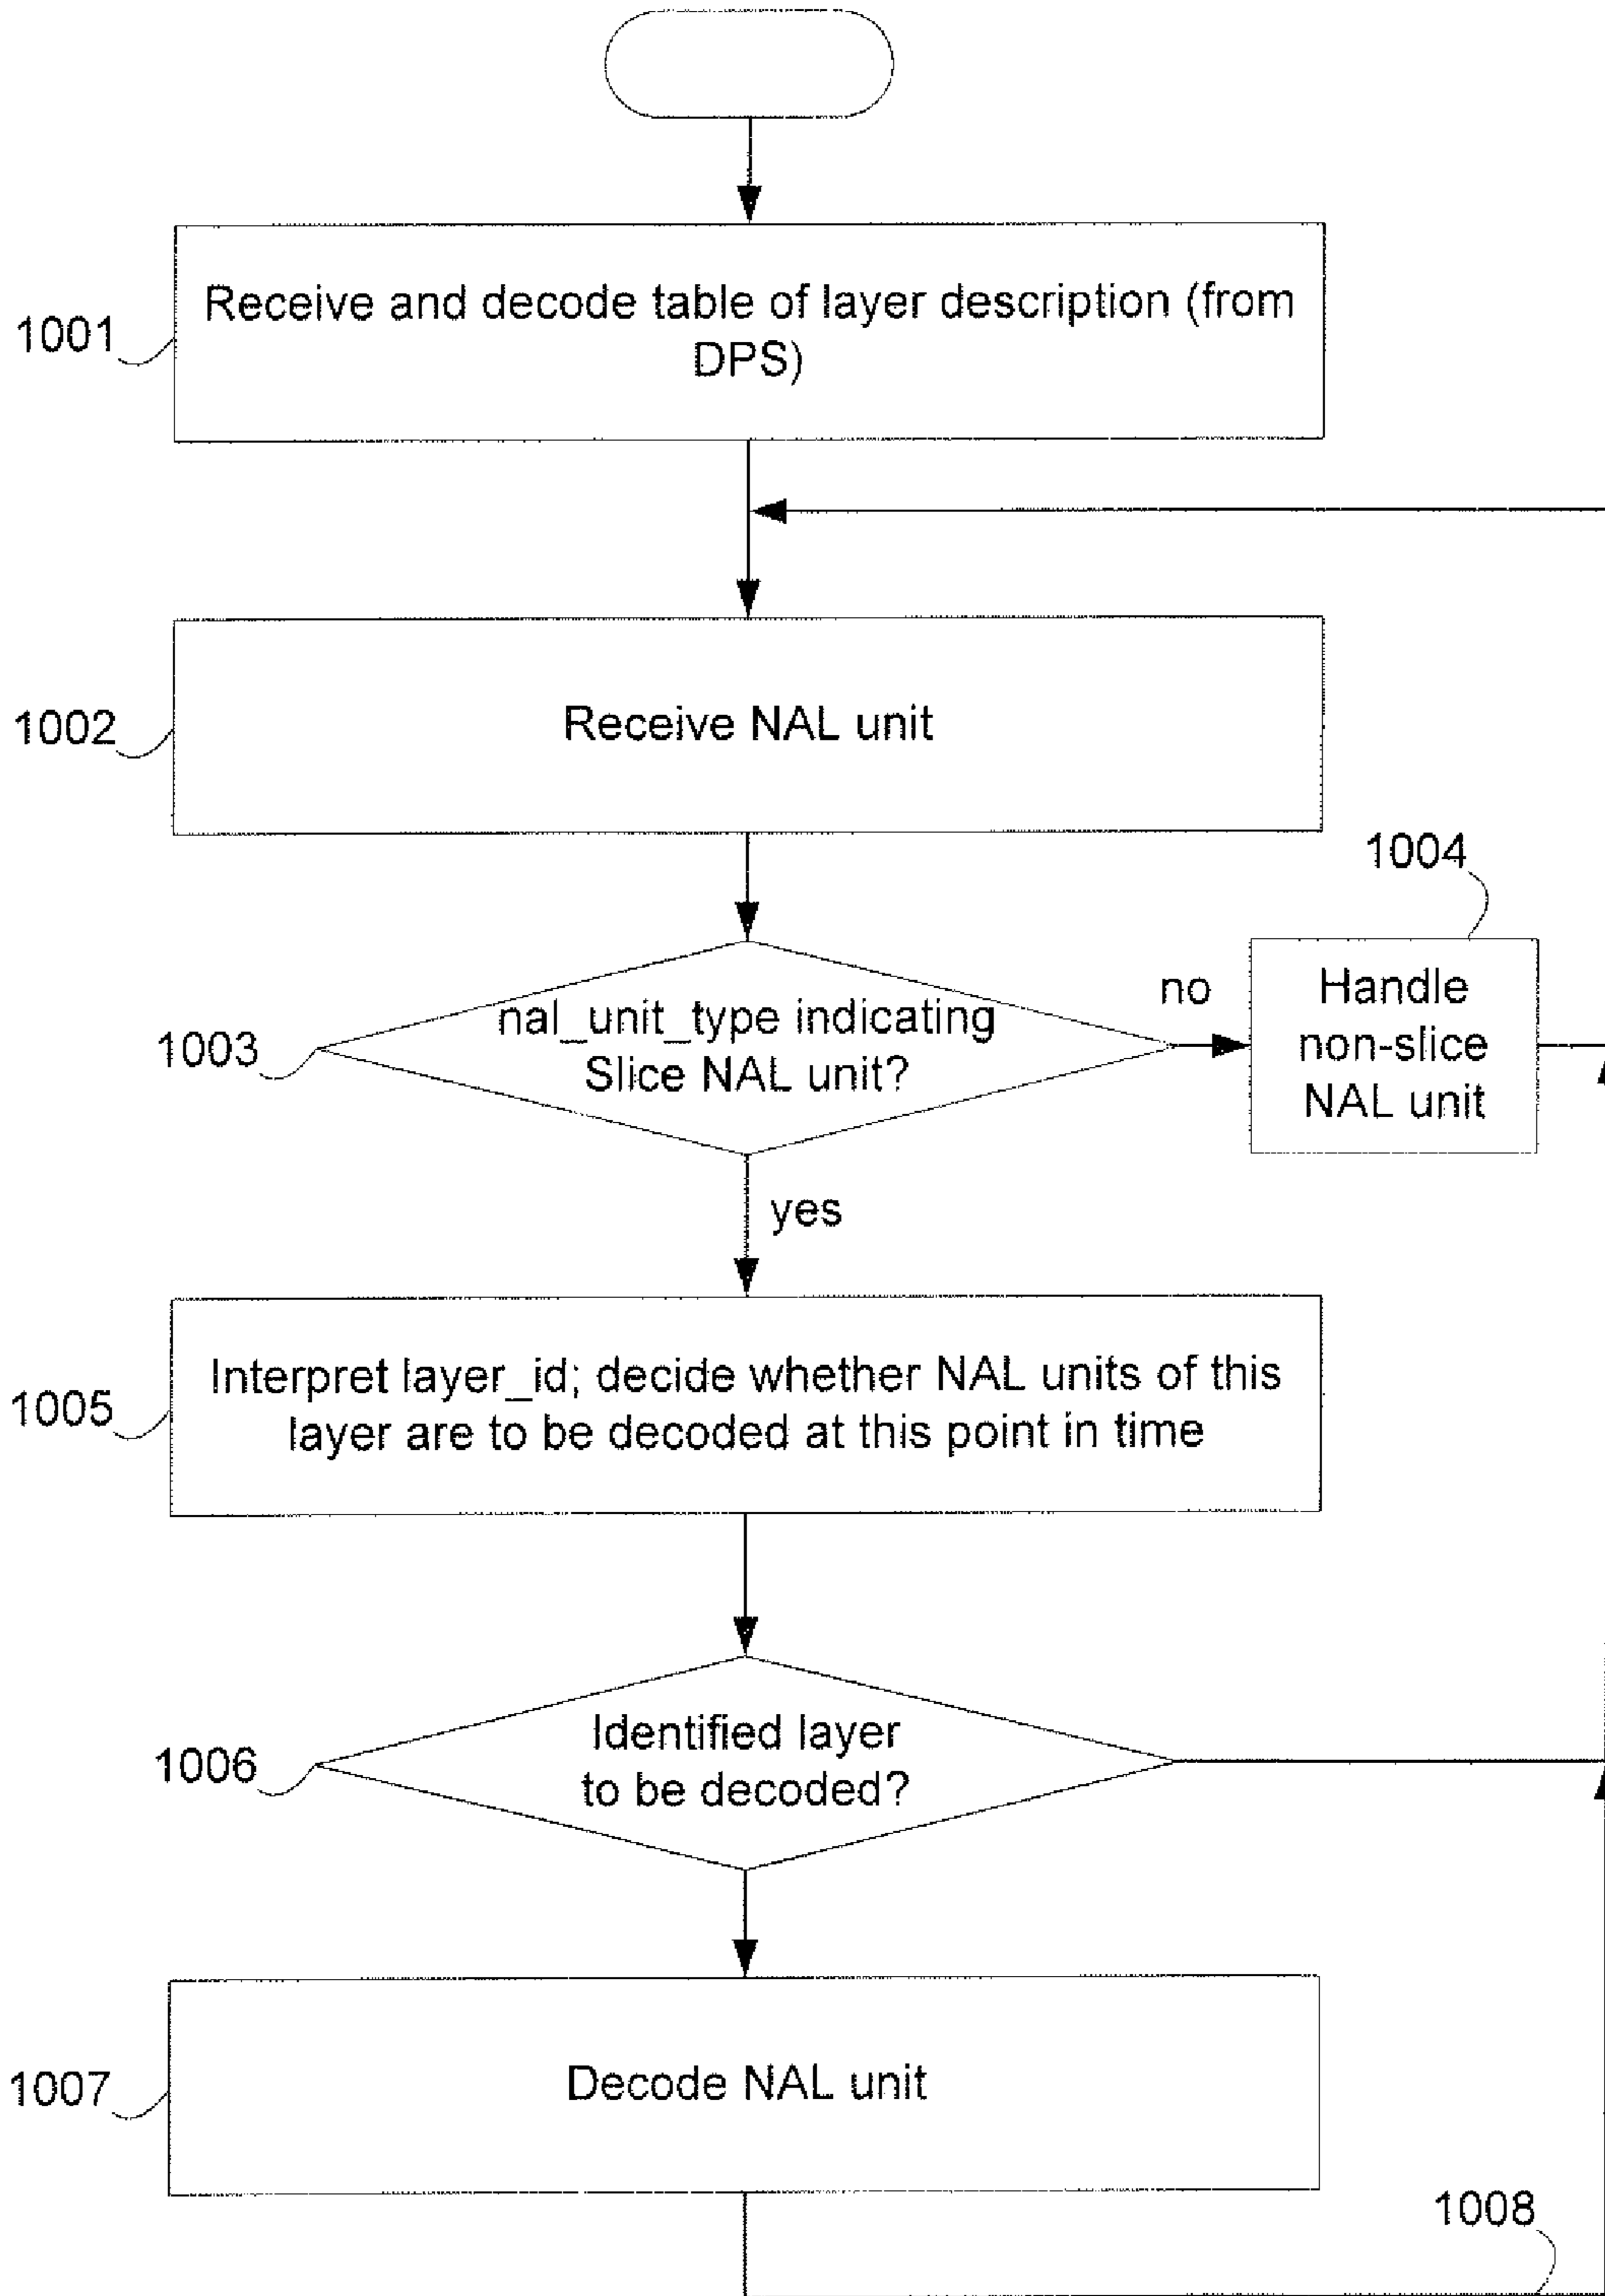 Receive and decode table of layer description (from
DPS)
1001
Receive NAL unit
1002
1004
nal_unit_type indicating
Slice NAL unit?
1003
no
Handle
non-slice
NAL unit
yes
Interpret layer_id; decide whether NAL units of this
layer are to be decoded at this point in time
1005
Identified layer
to be decoded?
1006
Decode NAL unit
1007
1008